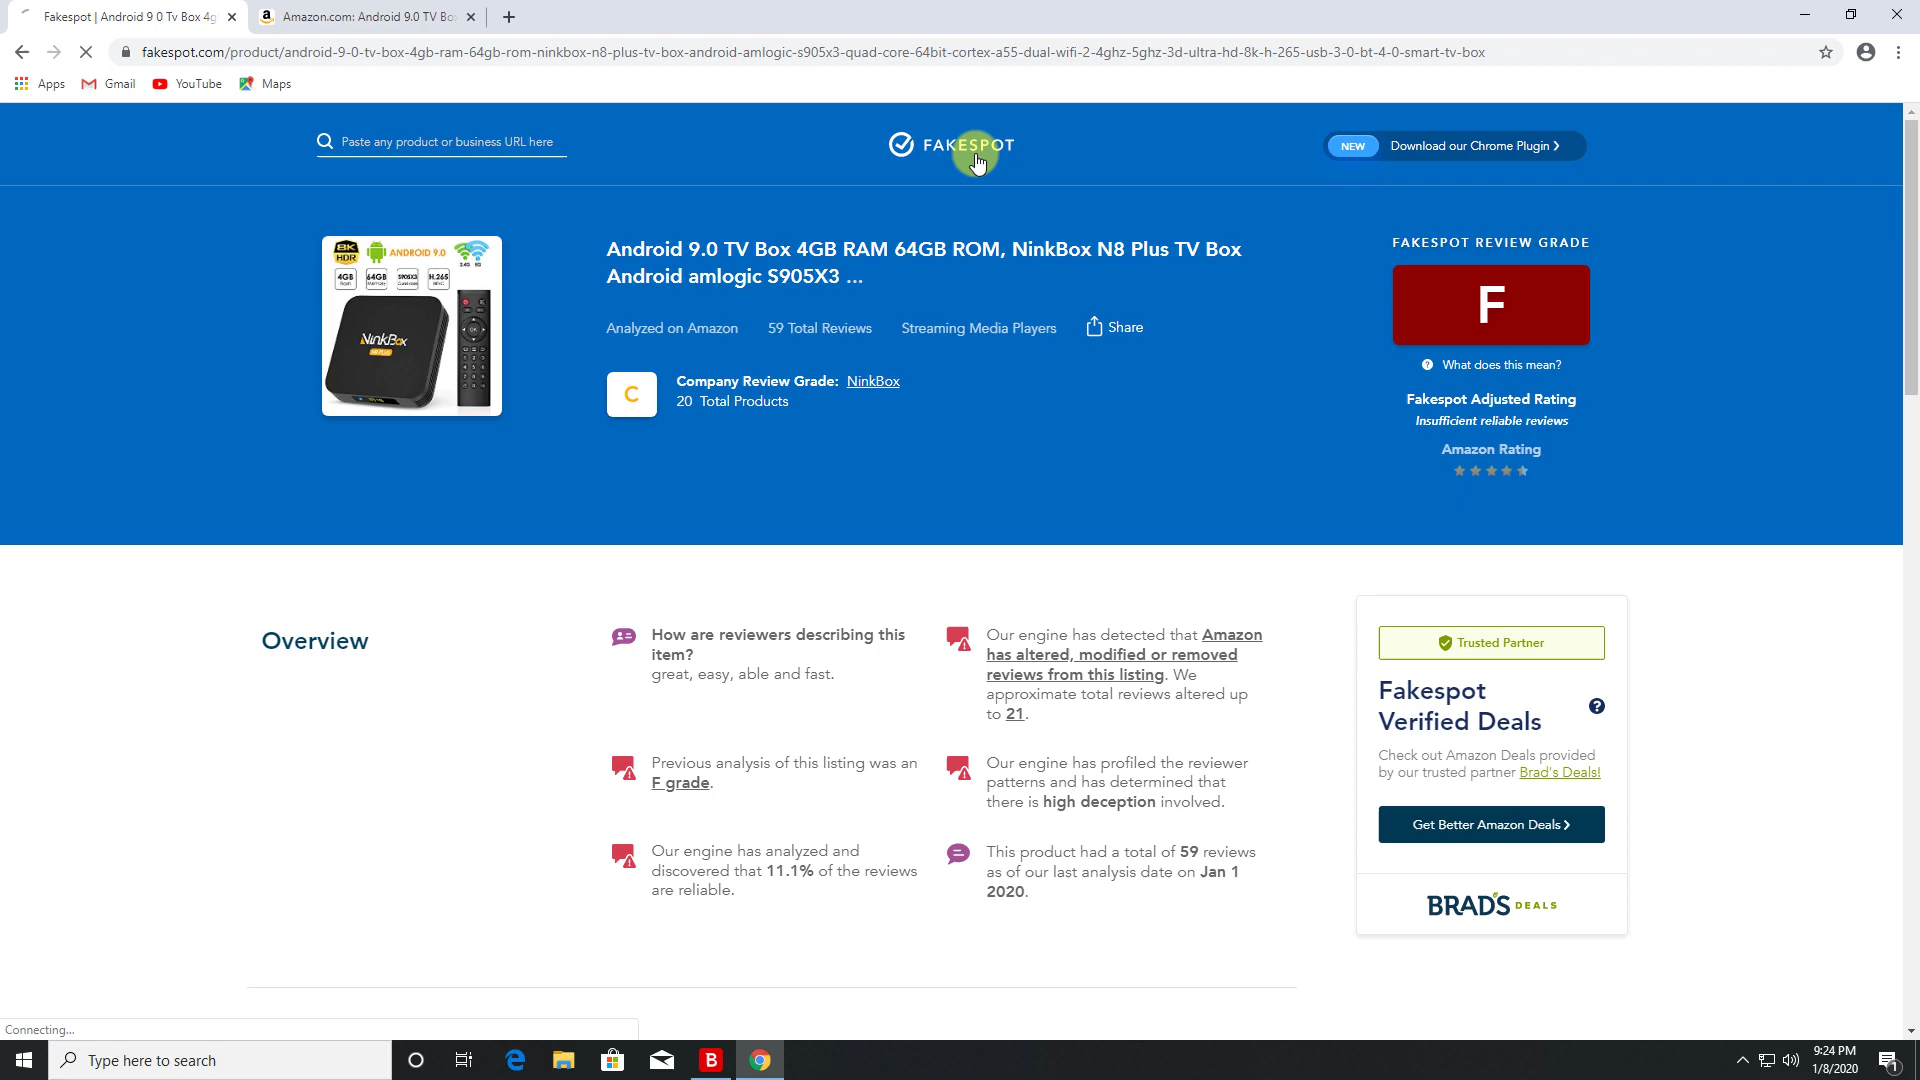 Fakespot | Android 9 0 Tv Box 4g
Amazon.com: Android 9.0 TV Box
fakespot.com/product/android-9-0-tv-box-4gb-ram-64gb-rom-ninkbox-n8-plus-tv-box-android-amlogic-s905x3-quad-core-64bit-cortex-a55-dual-wifi-2-4ghz-5ghz-3d-ultra-hd-8k-h-265-usb-3-0-bt-4-0-smart-tv-box
Apps Gmail YouTube Maps
Paste any product or business URL here
FAKESPOT
NEW Download our Chrome Plugin >
8K HDR ANDROID 9.0
4GB 64GB S905X3 H.265
NinkBox
Android 9.0 TV Box 4GB RAM 64GB ROM, NinkBox N8 Plus TV Box
Android amlogic S905X3 ...
Analyzed on Amazon 59 Total Reviews Streaming Media Players Share
C
Company Review Grade: NinkBox
20 Total Products
FAKESPOT REVIEW GRADE
F
? What does this mean?
Fakespot Adjusted Rating
Insufficient reliable reviews
Amazon Rating
Overview
How are reviewers describing this
item?
great, easy, able and fast.
Our engine has detected that Amazon
has altered, modified or removed
reviews from this listing. We
approximate total reviews altered up
to 21.
Previous analysis of this listing was an
F grade.
Our engine has profiled the reviewer
patterns and has determined that
there is high deception involved.
Our engine has analyzed and
discovered that 11.1% of the reviews
are reliable.
This product had a total of 59 reviews
as of our last analysis date on Jan 1
2020.
Trusted Partner
Fakespot
Verified Deals
?
Check out Amazon Deals provided
by our trusted partner Brad's Deals!
Get Better Amazon Deals >
BRAD'S DEALS
Connecting...
Type here to search
B
9:24 PM
1/8/2020
1